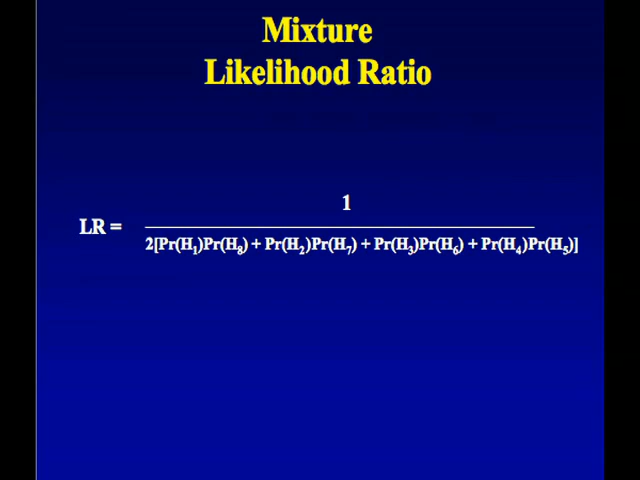 Mixture
Likelihood Ratio
1
LR =
2[Pr(H₁)Pr(H₈) + Pr(H₂)Pr(H₇) + Pr(H₃)Pr(H₆) + Pr(H₄)Pr(H₅)]